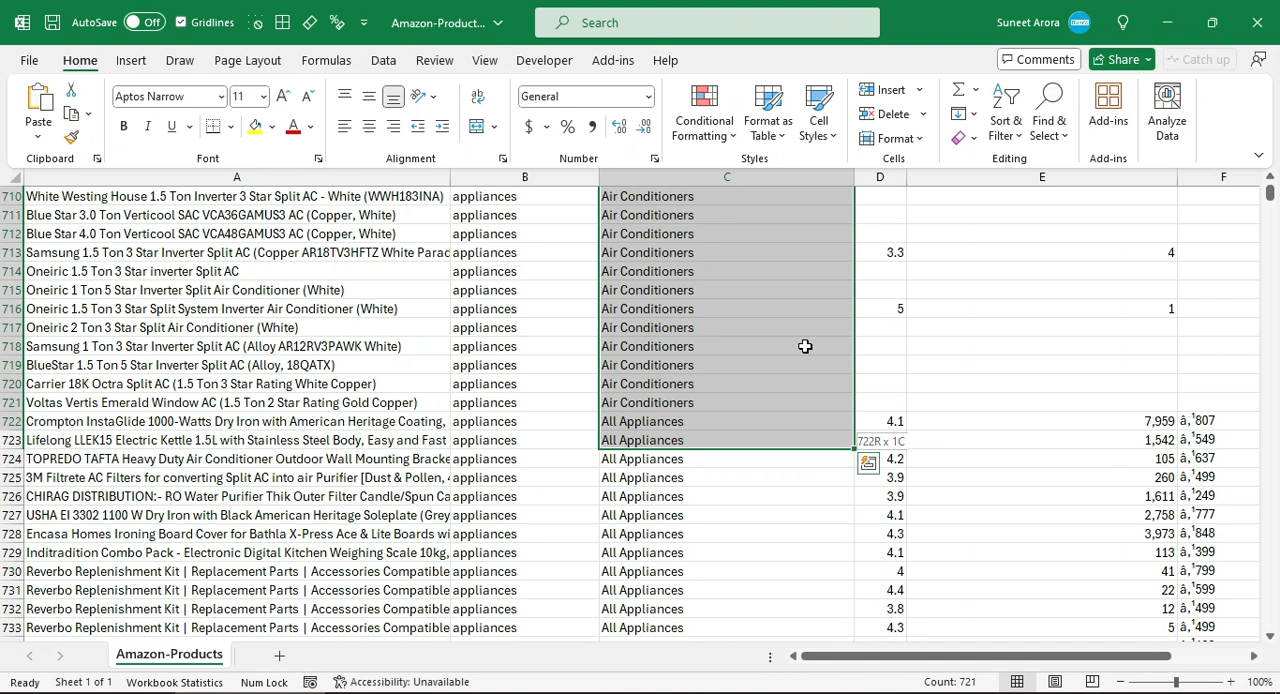 AutoSave Off Gridlines Amazon-Product... Search Suneet Arora
File Home Insert Draw Page Layout Formulas Data Review View Developer Add-ins Help Comments Share Catch up
Paste Aptos Narrow 11 General Conditional Formatting Format as Table Cell Styles Insert Delete Format Sort & Filter Find & Select Add-ins Analyze Data
Clipboard Font Alignment Number Styles Cells Editing Add-ins
A B C D E F
710 White Westing House 1.5 Ton Inverter 3 Star Split AC - White (WWH183INA) appliances Air Conditioners
711 Blue Star 3.0 Ton Verticool SAC VCA36GAMUS3 AC (Copper, White) appliances Air Conditioners
712 Blue Star 4.0 Ton Verticool SAC VCA48GAMUS3 AC (Copper, White) appliances Air Conditioners
713 Samsung 1.5 Ton 3 Star Inverter Split AC (Copper AR18TV3HFTZ White Parad appliances Air Conditioners 3.3 4
714 Oneiric 1.5 Ton 3 Star inverter Split AC appliances Air Conditioners
715 Oneiric 1 Ton 5 Star Inverter Split Air Conditioner (White) appliances Air Conditioners
716 Oneiric 1.5 Ton 3 Star Split System Inverter Air Conditioner (White) appliances Air Conditioners 5 1
717 Oneiric 2 Ton 3 Star Split Air Conditioner (White) appliances Air Conditioners
718 Samsung 1 Ton 3 Star Inverter Split AC (Alloy AR12RV3PAWK White) appliances Air Conditioners
719 BlueStar 1.5 Ton 5 Star Inverter Split AC (Alloy, 18QATX) appliances Air Conditioners
720 Carrier 18K Octra Split AC (1.5 Ton 3 Star Rating White Copper) appliances Air Conditioners
721 Voltas Vertis Emerald Window AC (1.5 Ton 2 Star Rating Gold Copper) appliances Air Conditioners
722 Crompton InstaGlide 1000-Watts Dry Iron with American Heritage Coating, appliances All Appliances 4.1 7,959 â‚¹807
723 Lifelong LLEK15 Electric Kettle 1.5L with Stainless Steel Body, Easy and Fast appliances All Appliances 722R x 1C 1,542 â‚¹549
724 TOPREDO TAFTA Heavy Duty Air Conditioner Outdoor Wall Mounting Bracke appliances All Appliances 4.2 105 â‚¹637
725 3M Filtrete AC Filters for converting Split AC into air Purifier [Dust & Pollen, appliances All Appliances 3.9 260 â‚¹499
726 CHIRAG DISTRIBUTION:- RO Water Purifier Thik Outer Filter Candle/Spun Ca appliances All Appliances 3.9 1,611 â‚¹249
727 USHA EI 3302 1100 W Dry Iron with Black American Heritage Soleplate (Grey appliances All Appliances 4.1 2,758 â‚¹777
728 Encasa Homes Ironing Board Cover for Bathla X-Press Ace & Lite Boards wi appliances All Appliances 4.3 3,973 â‚¹848
729 Inditradition Combo Pack - Electronic Digital Kitchen Weighing Scale 10kg, appliances All Appliances 4.1 113 â‚¹399
730 Reverbo Replenishment Kit | Replacement Parts | Accessories Compatible appliances All Appliances 4 41 â‚¹799
731 Reverbo Replenishment Kit | Replacement Parts | Accessories Compatible appliances All Appliances 4.4 22 â‚¹599
732 Reverbo Replenishment Kit | Replacement Parts | Accessories Compatible appliances All Appliances 3.8 12 â‚¹499
733 Reverbo Replenishment Kit | Replacement Parts | Accessories Compatible appliances All Appliances 4.3 5 â‚¹499
Amazon-Products
Ready Sheet 1 of 1 Workbook Statistics Num Lock Accessibility: Unavailable Count: 721 100%